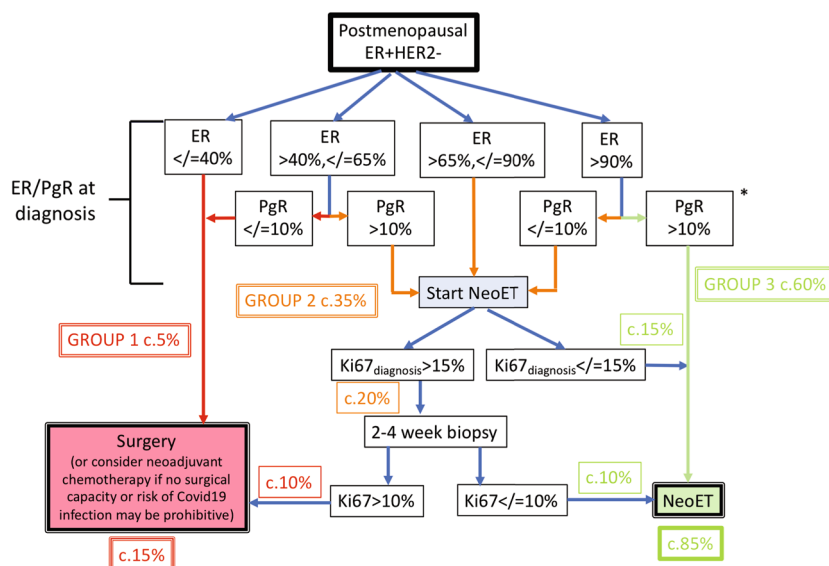 Postmenopausal
ER+HER2-
ER/PgR at
diagnosis
ER
</=40%
ER
>40%,</=65%
ER
>65%,</=90%
ER
>90%
PgR
</=10%
PgR
>10%
PgR
</=10%
PgR
>10%
*
GROUP 1 c.5%
GROUP 2 c.35%
Start NeoET
GROUP 3 c.60%
c.15%
Ki67diagnosis>15%
Ki67diagnosis</=15%
c.20%
2-4 week biopsy
Surgery
(or consider neoadjuvant
chemotherapy if no surgical
capacity or risk of Covid19
infection may be prohibitive)
c.10%
Ki67>10%
Ki67</=10%
c.10%
NeoET
c.15%
c.85%